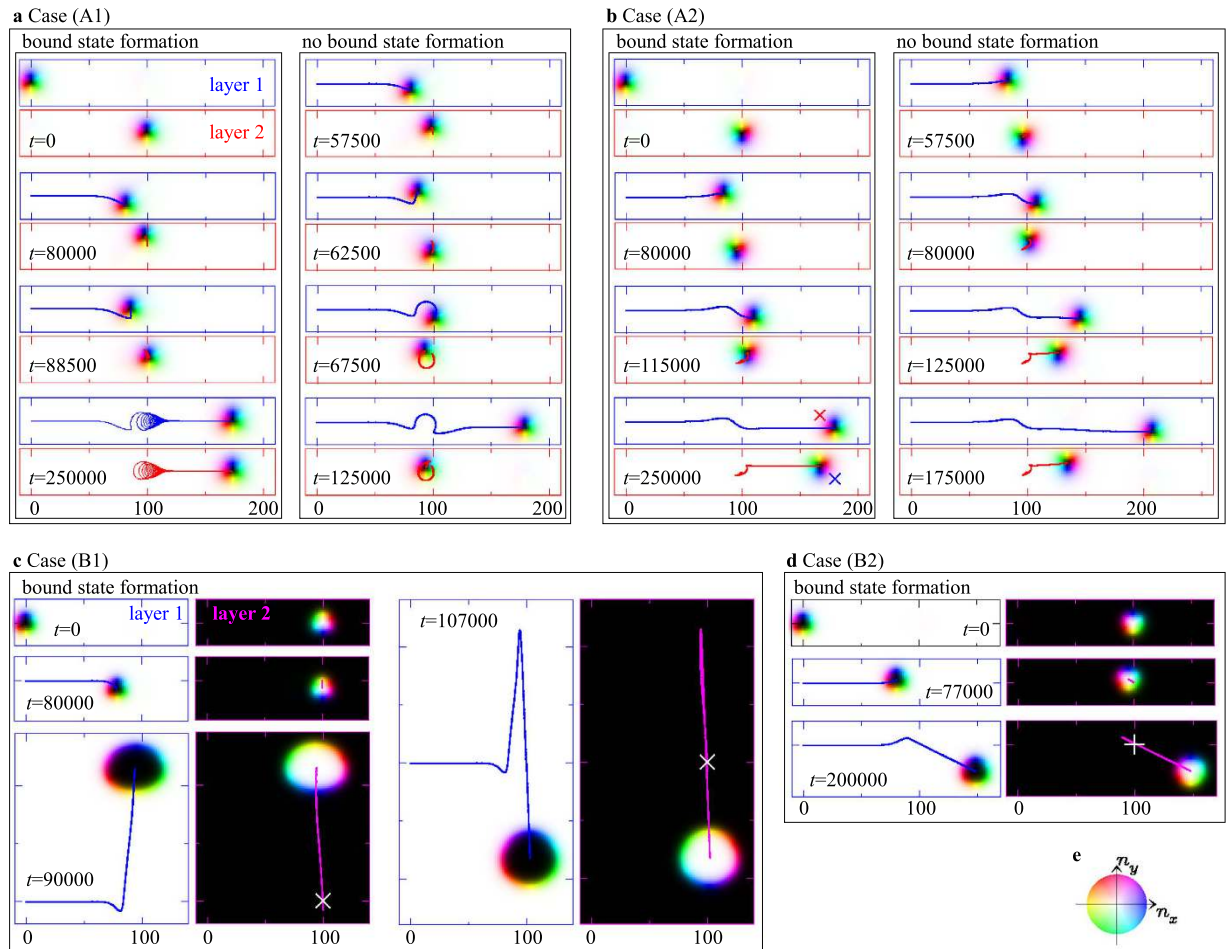 a Case (A1)
bound state formation
layer 1
layer 2
t=0
t=80000
t=88500
t=250000
0 100 200
no bound state formation
t=57500
t=62500
t=67500
t=125000
0 100 200
b Case (A2)
bound state formation
t=0
t=80000
t=115000
t=250000
0 100 200
no bound state formation
t=57500
t=80000
t=125000
t=175000
0 100 200
c Case (B1)
bound state formation
layer 1
layer 2
t=0
t=80000
t=90000
0 100
0 100
t=107000
0 100
0 100
d Case (B2)
bound state formation
t=0
t=77000
t=200000
0 100
0 100
e
n_y
n_x